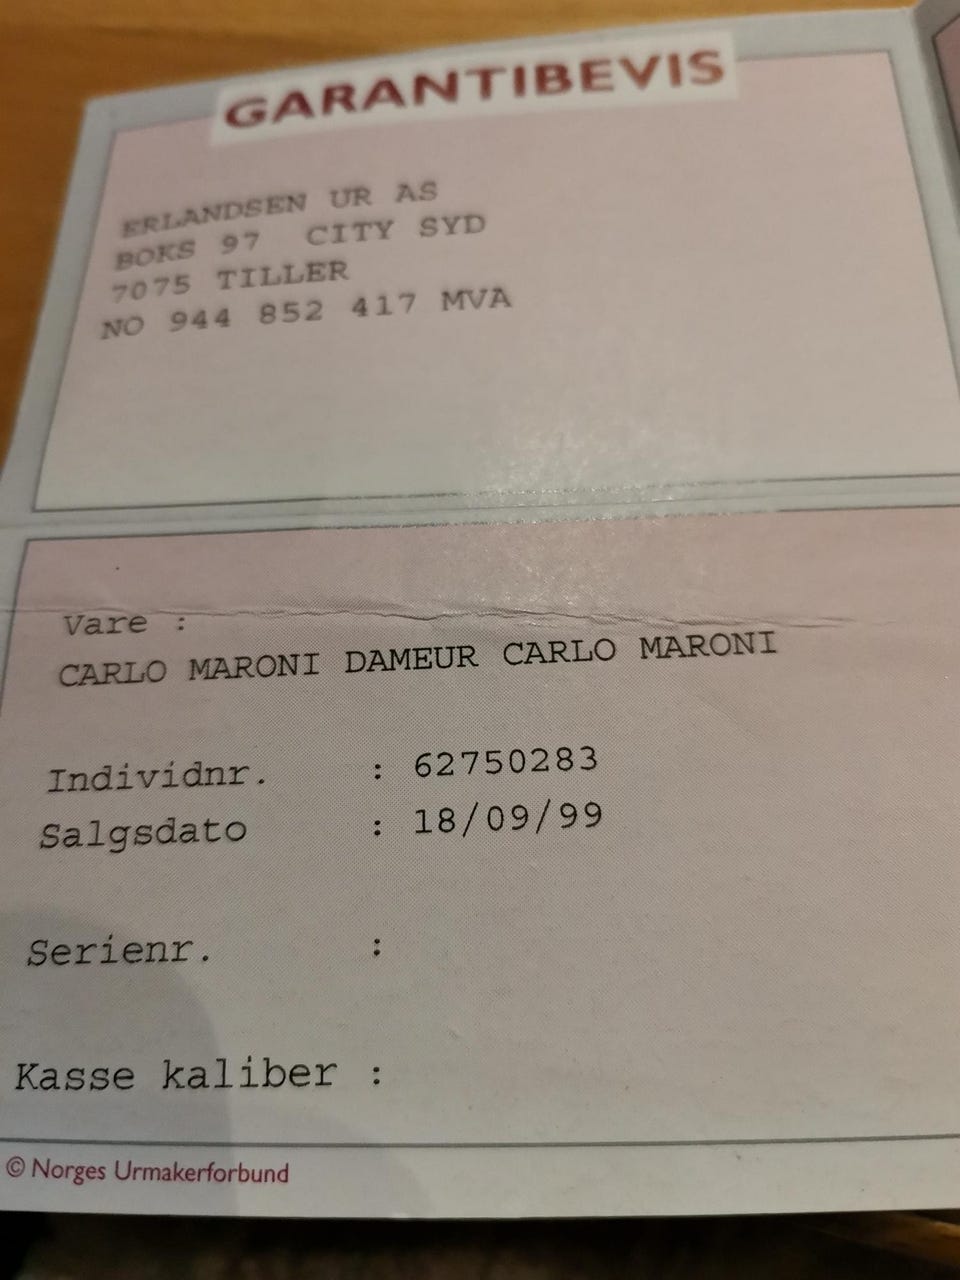 GARANTIBEVIS
ERLANDSEN UR AS
BOKS 97 CITY SYD
7075 TILLER
NO 944 852 417 MVA
Vare :
CARLO MARONI DAMEUR CARLO MARONI
Individnr. : 62750283
Salgsdato : 18/09/99
Serienr. :
Kasse kaliber :
© Norges Urmakerforbund